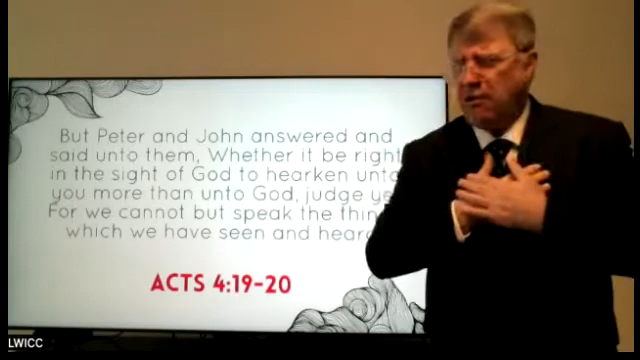 But Peter and John answered and
said unto them, Whether it be right
in the sight of God to hearken unto
you more than unto God, judge ye
For we cannot but speak the
which we have seen and heard
ACTS 4:19-20
LWICC